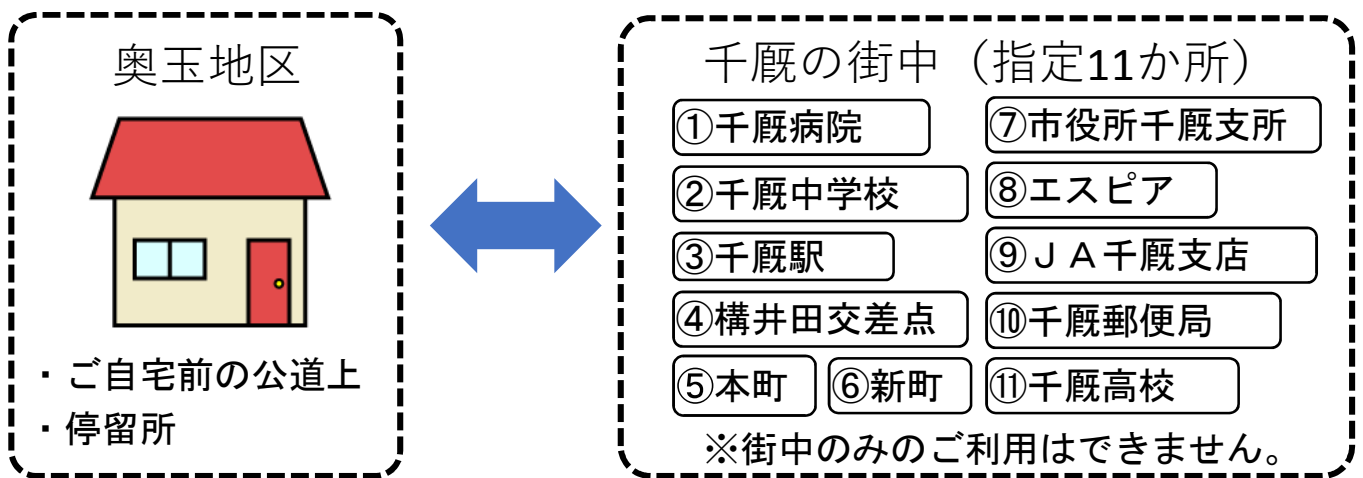 奥玉地区
・ご自宅前の公道上
・停留所
千厩の街中（指定11か所）
①千厩病院
②千厩中学校
③千厩駅
④構井田交差点
⑤本町
⑥新町
⑦市役所千厩支所
⑧エスピア
⑨ＪＡ千厩支店
⑩千厩郵便局
⑪千厩高校
※街中のみのご利用はできません。